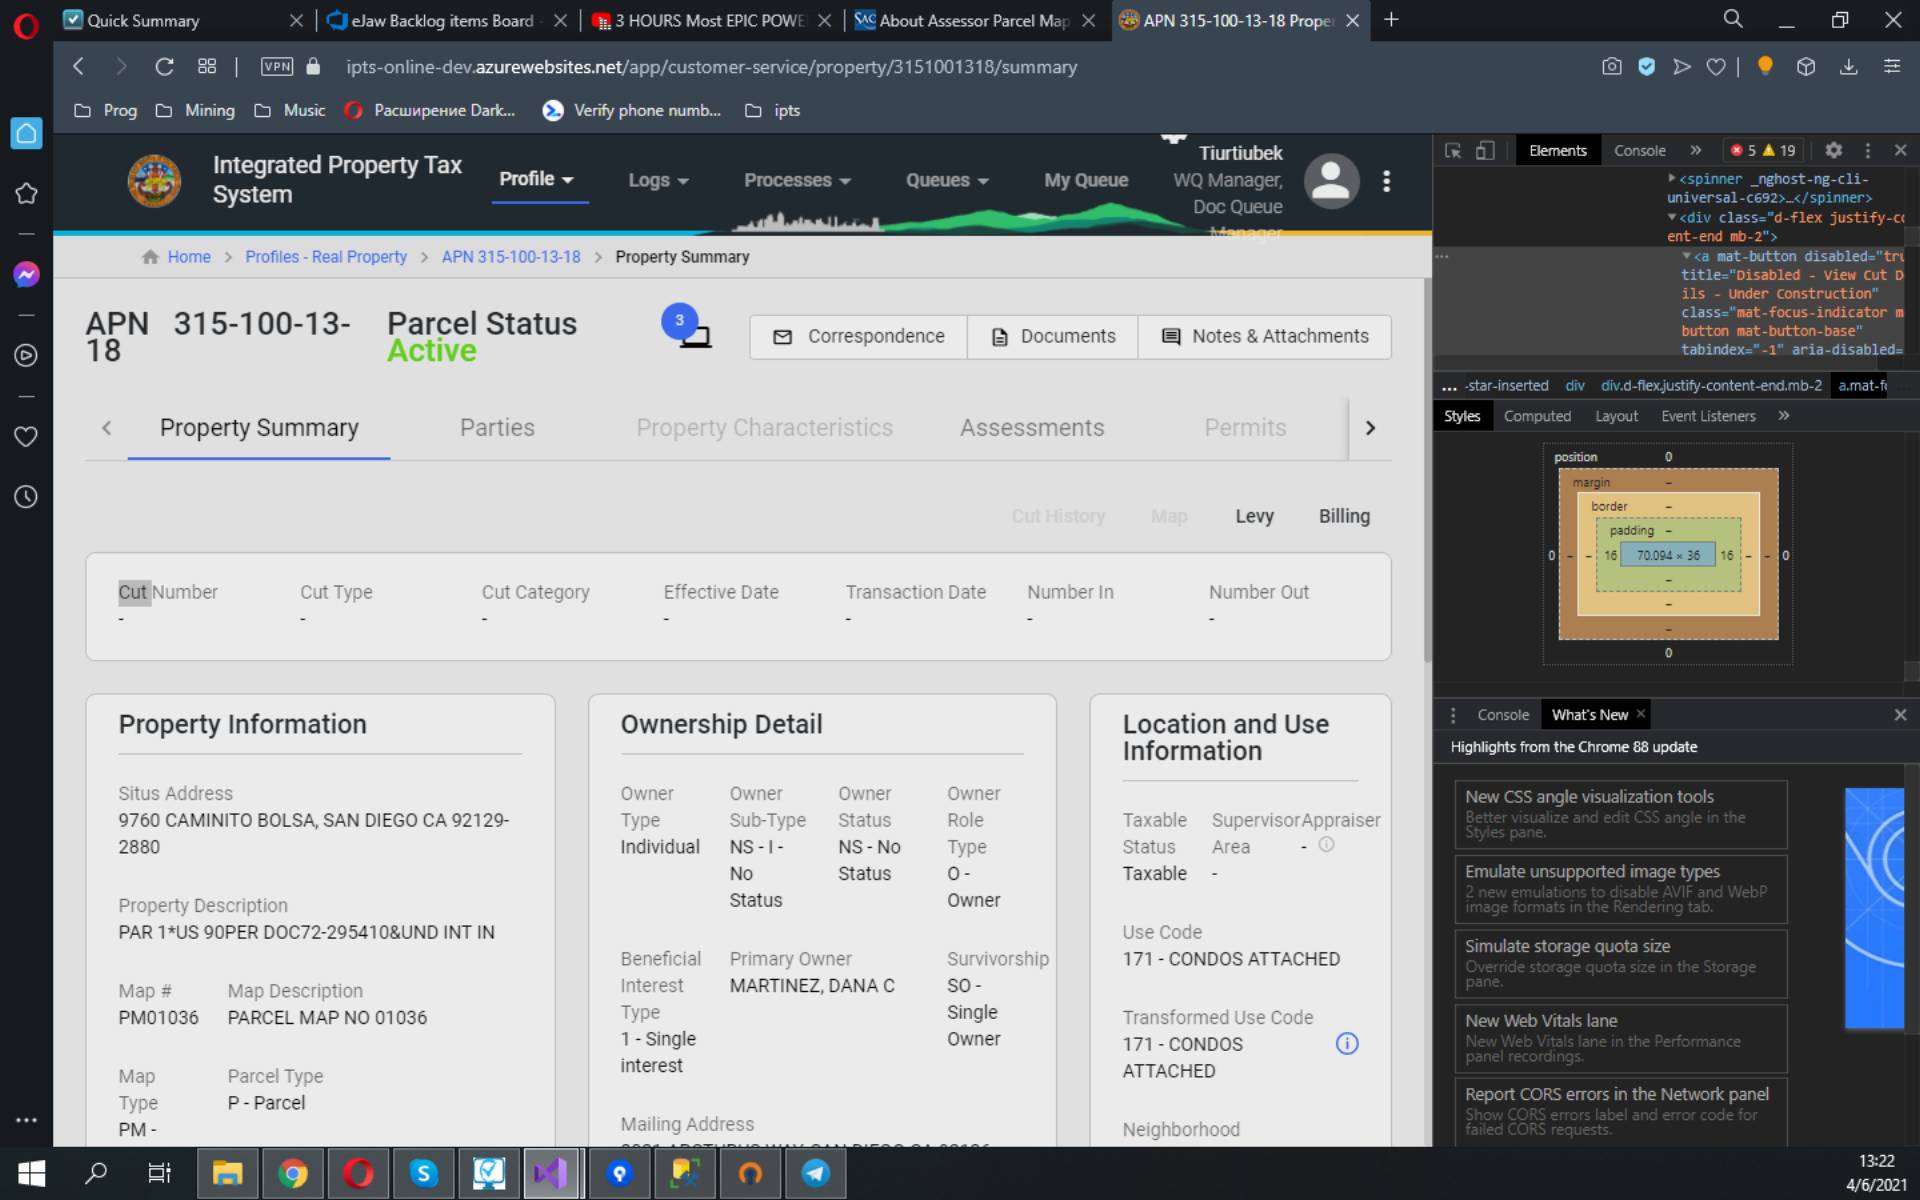 Quick Summary
eJaw Backlog items Board -
3 HOURS Most EPIC POWE
SAC About Assessor Parcel Map
APN 315-100-13-18 Proper
VPN
ipts-online-dev.azurewebsites.net/app/customer-service/property/3151001318/summary
Prog
Mining
Music
Расширение Dark...
Verify phone numb...
ipts
Integrated Property Tax
System
Profile
Logs
Processes
Queues
My Queue
Tiurtiubek
WQ Manager,
Doc Queue
Manager
Home > Profiles - Real Property > APN 315-100-13-18 > Property Summary
APN 315-100-13-
18
Parcel Status
Active
3
Correspondence
Documents
Notes & Attachments
Property Summary
Parties
Property Characteristics
Assessments
Permits
Cut History
Map
Levy
Billing
Cut Number
Cut Type
Cut Category
Effective Date
Transaction Date
Number In
Number Out
- - - - - - -
Property Information
Situs Address
9760 CAMINITO BOLSA, SAN DIEGO CA 92129-
2880
Property Description
PAR 1*US 90PER DOC72-295410&UND INT IN
Map #
PM01036
Map Description
PARCEL MAP NO 01036
Map
Type
PM -
Parcel Type
P - Parcel
Ownership Detail
Owner
Type
Individual
Owner
Sub-Type
NS - I -
No
Status
Owner
Status
NS - No
Status
Owner
Role
Type
O -
Owner
Beneficial
Interest
Type
1 - Single
interest
Primary Owner
MARTINEZ, DANA C
Survivorship
SO -
Single
Owner
Mailing Address
Location and Use
Information
Taxable
Status
Taxable
Supervisor
Area
-
Appraiser
-
Use Code
171 - CONDOS ATTACHED
Transformed Use Code
171 - CONDOS
ATTACHED
Neighborhood
Elements
Console
5
19
<spinner _nghost-ng-cli-
universal-c692>…</spinner>
<div class="d-flex justify-co
ent-end mb-2">
<a mat-button disabled="tru
title="Disabled - View Cut D
ils - Under Construction"
class="mat-focus-indicator m
button mat-button-base"
tabindex="-1" aria-disabled=
... -star-inserted div div.d-flex.justify-content-end.mb-2 a.mat-fo
Styles
Computed
Layout
Event Listeners
position
0
margin
-
border
-
padding
-
0 - - 16 70.094 × 36 16 - - 0
-
-
-
0
Console
What's New
Highlights from the Chrome 88 update
New CSS angle visualization tools
Better visualize and edit CSS angle in the
Styles pane.
Emulate unsupported image types
2 new emulations to disable AVIF and WebP
image formats in the Rendering tab.
Simulate storage quota size
Override storage quota size in the Storage
pane.
New Web Vitals lane
New Web Vitals lane in the Performance
panel recordings.
Report CORS errors in the Network panel
Show CORS errors label and error code for
failed CORS requests.
13:22
4/6/2021